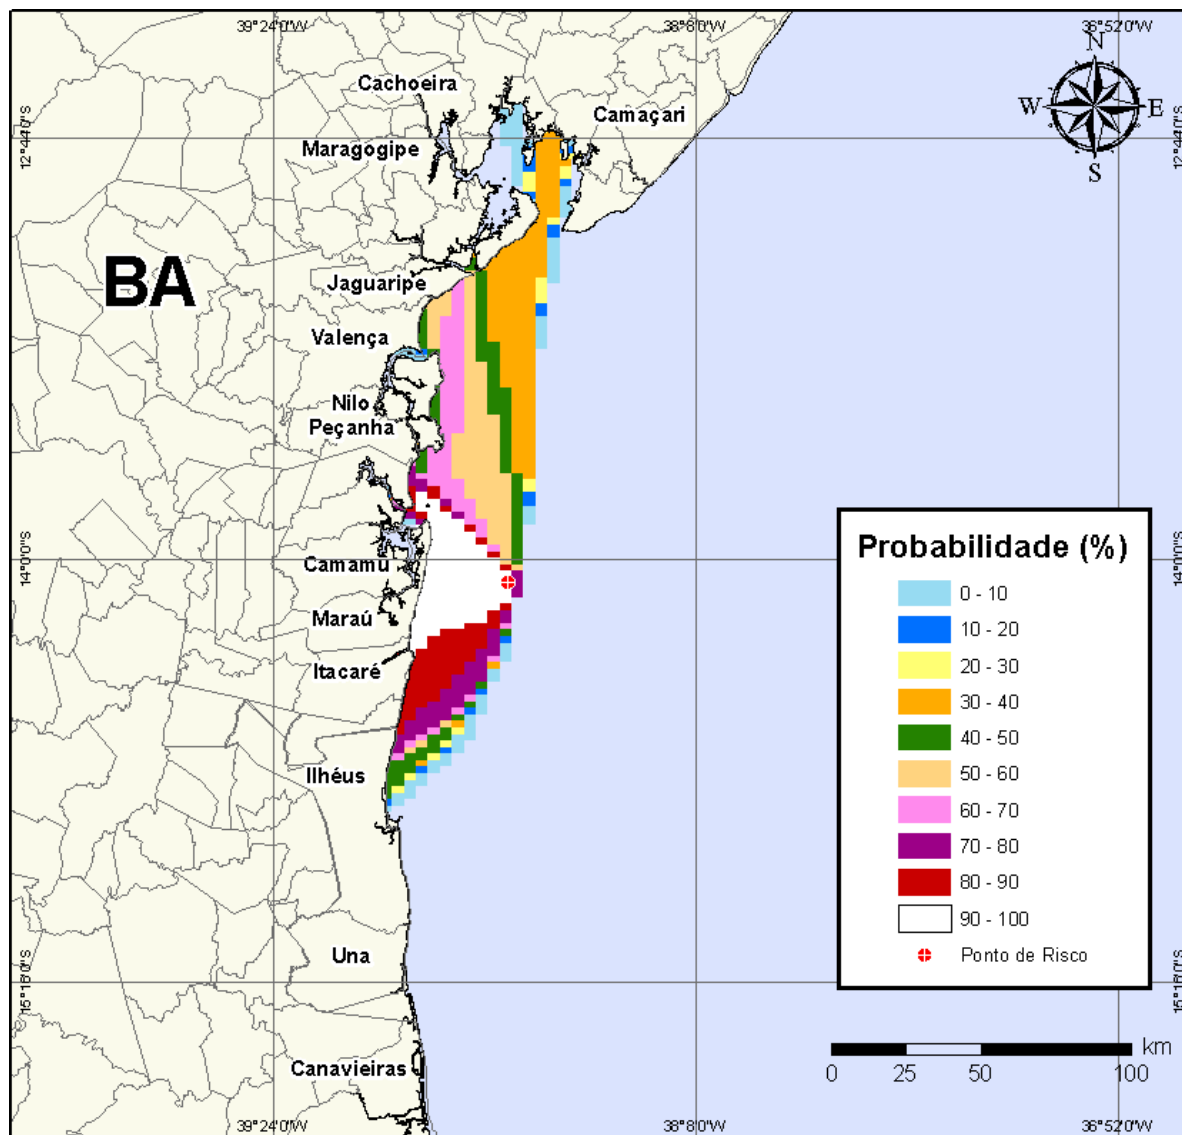 39°24'0"W
38°8'0"W
36°52'0"W
N
W
E
S
12°44'0"S
12°44'0"S
Cachoeira
Camaçari
Maragogipe
BA
Jaguaripe
Valença
Nilo
Peçanha
14°0'0"S
14°0'0"S
Camamú
Maraú
Itacaré
Ilhéus
Una
Canavieiras
15°16'0"S
15°16'0"S
Probabilidade (%)
0 - 10
10 - 20
20 - 30
30 - 40
40 - 50
50 - 60
60 - 70
70 - 80
80 - 90
90 - 100
Ponto de Risco
km
0 25 50 100
39°24'0"W
38°8'0"W
36°52'0"W